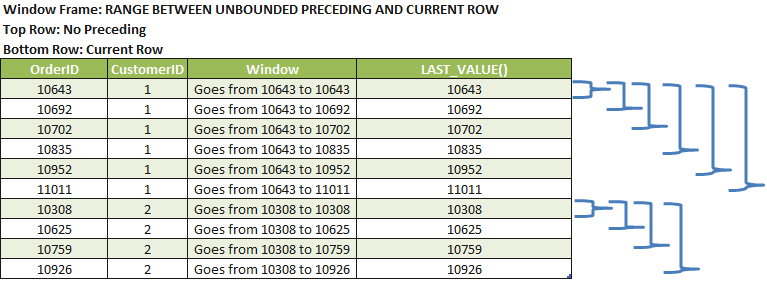 Window Frame: RANGE BETWEEN UNBOUNDED PRECEDING AND CURRENT ROW
Top Row: No Preceding
Bottom Row: Current Row
OrderID CustomerID Window LAST_VALUE()
10643 1 Goes from 10643 to 10643 10643
10692 1 Goes from 10643 to 10692 10692
10702 1 Goes from 10643 to 10702 10702
10835 1 Goes from 10643 to 10835 10835
10952 1 Goes from 10643 to 10952 10952
11011 1 Goes from 10643 to 11011 11011
10308 2 Goes from 10308 to 10308 10308
10625 2 Goes from 10308 to 10625 10625
10759 2 Goes from 10308 to 10759 10759
10926 2 Goes from 10308 to 10926 10926